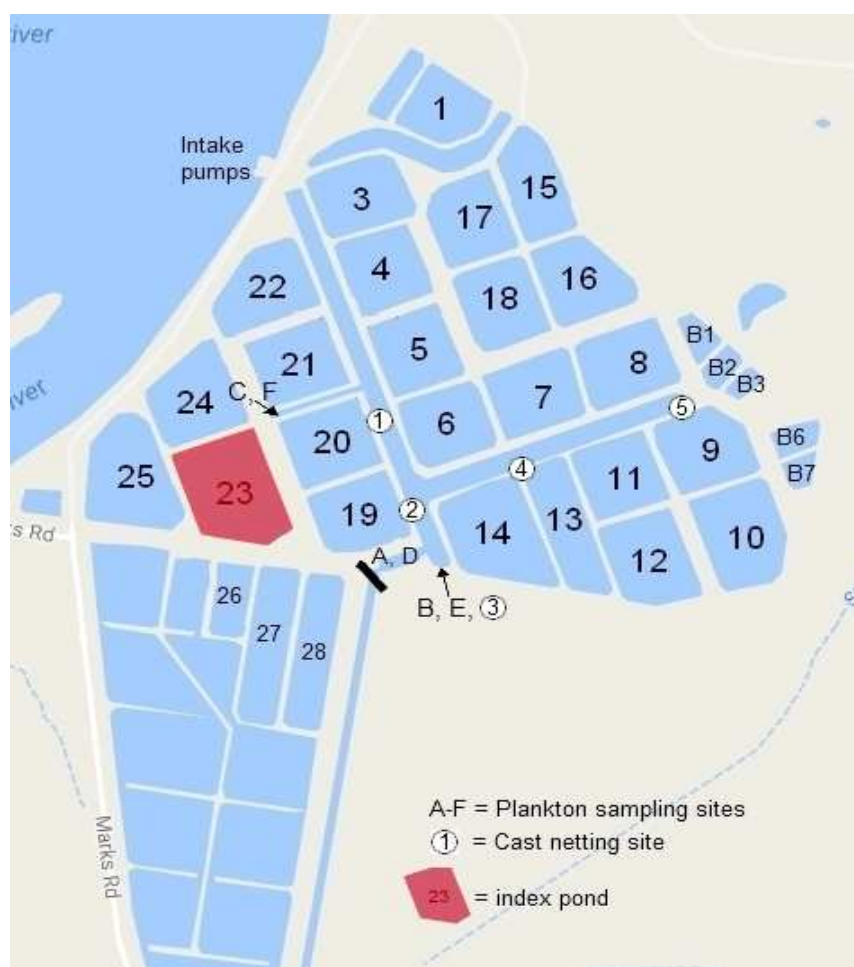 iver
1
Intake
pumps
3
15
17
4
22
16
18
B1
5
21
8
B2
B3
C, F
24
7
1
5
6
20
B6
9
4
11
B7
25
23
2
19
13
14
10
s Rd
A, D
12
26
B, E, 3
27
28
A-F = Plankton sampling sites
1 = Cast netting site
Marks Rd
23 = index pond